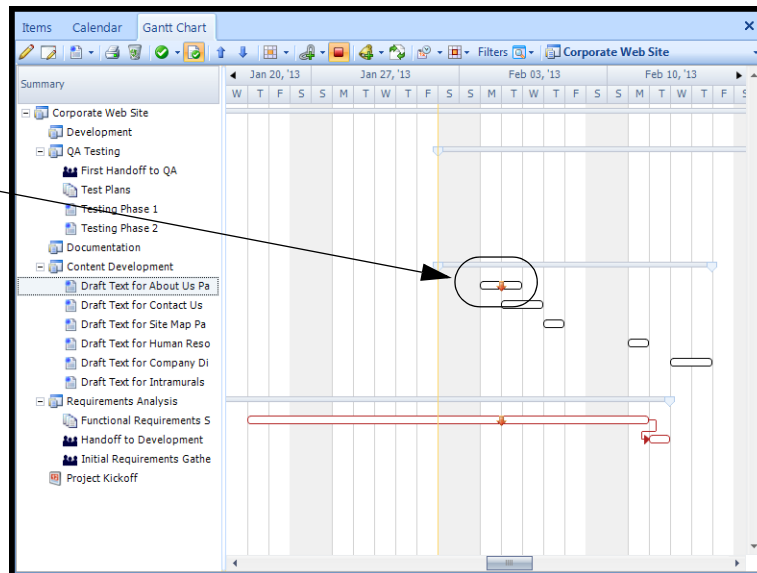 Items Calendar Gantt Chart
Filters Corporate Web Site
Summary
Jan 20, '13 Jan 27, '13 Feb 03, '13 Feb 10, '13
W T F S S M T W T F S S M T W T F S S M T W T F S
Corporate Web Site
Development
QA Testing
First Handoff to QA
Test Plans
Testing Phase 1
Testing Phase 2
Documentation
Content Development
Draft Text for About Us Pa
Draft Text for Contact Us
Draft Text for Site Map Pa
Draft Text for Human Reso
Draft Text for Company Di
Draft Text for Intramurals
Requirements Analysis
Functional Requirements S
Handoff to Development
Initial Requirements Gathe
Project Kickoff